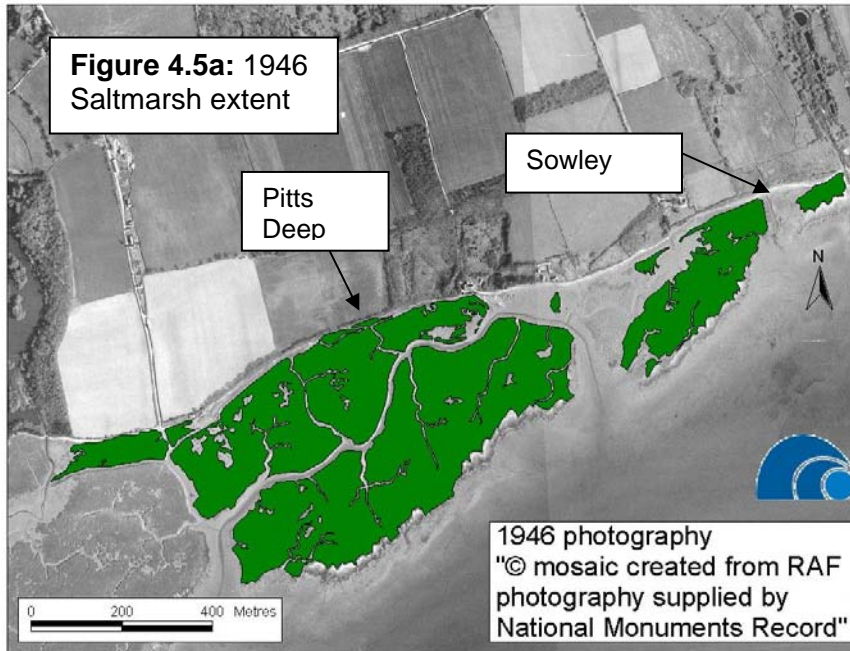 Figure 4.5a: 1946
Saltmarsh extent
Sowley
Pitts
Deep
N
0 200 400 Metres
1946 photography
"© mosaic created from RAF
photography supplied by
National Monuments Record"